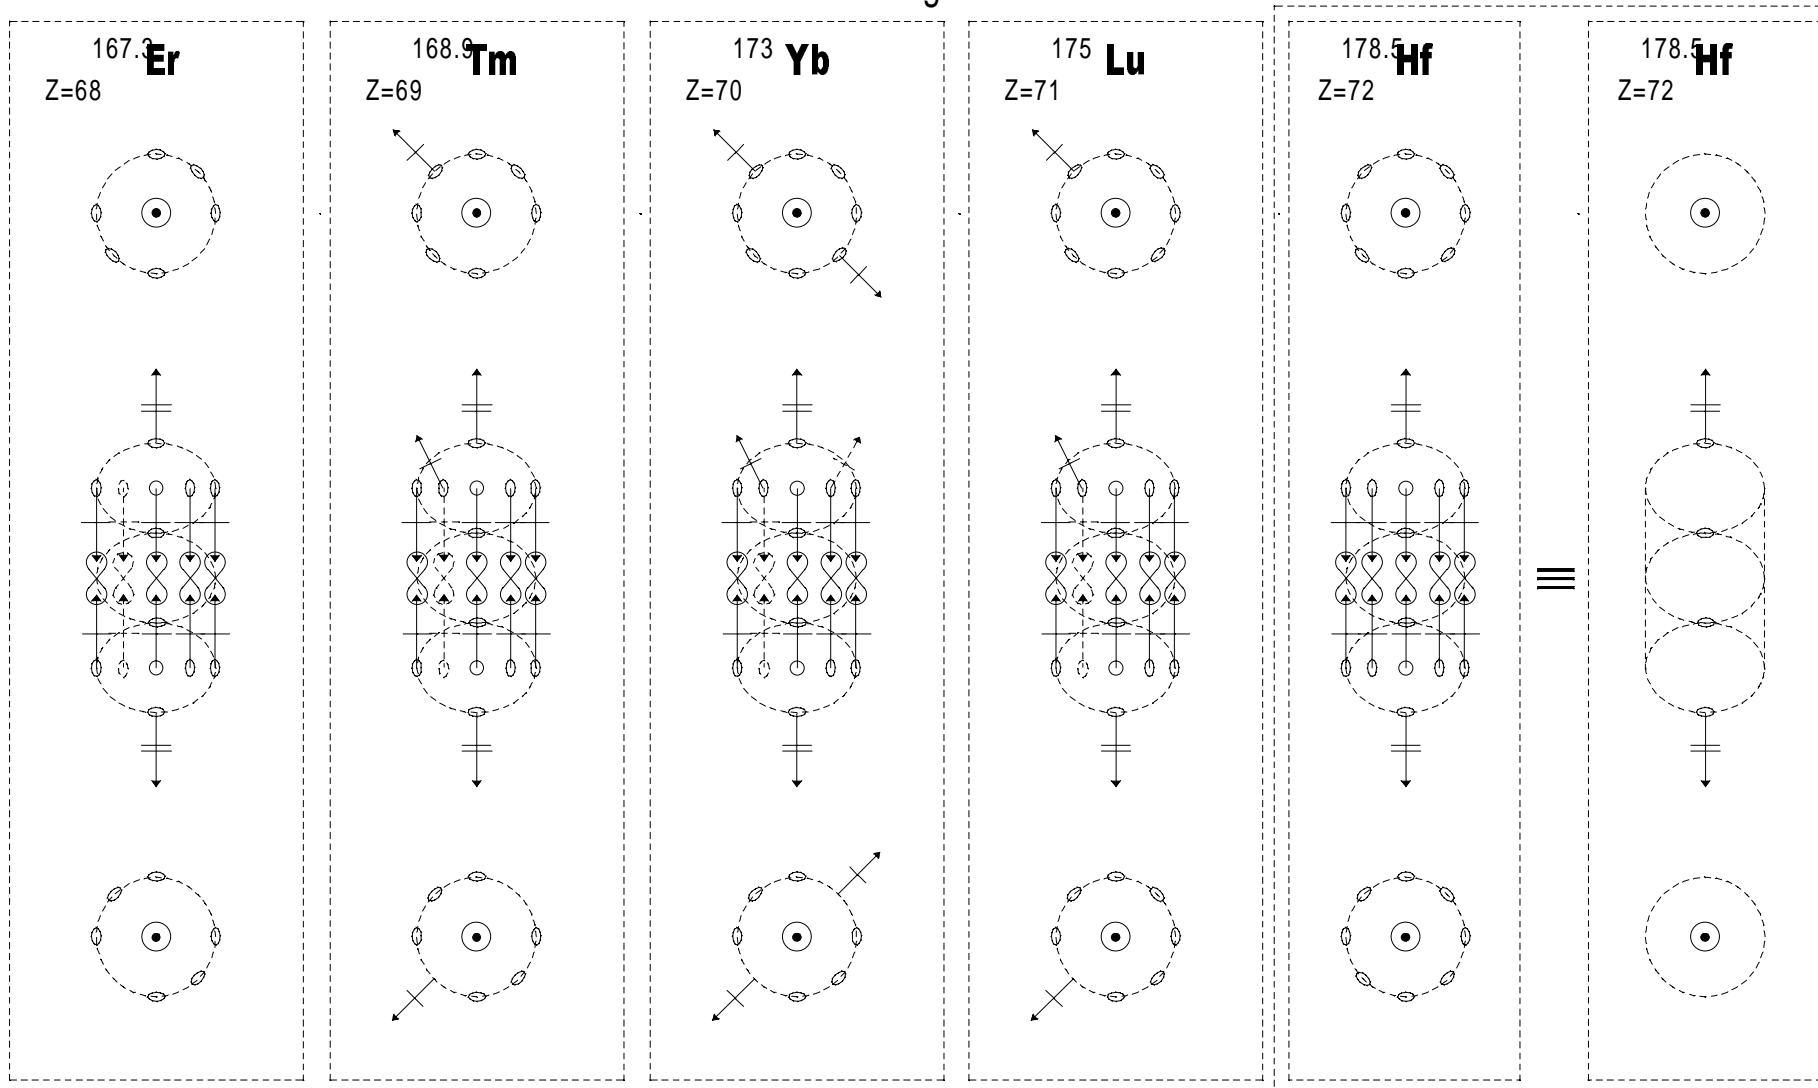 167.3 Er
Z=68
168.9 Tm
Z=69
173 Yb
Z=70
175 Lu
Z=71
178.5 Hf
Z=72
178.5 Hf
Z=72